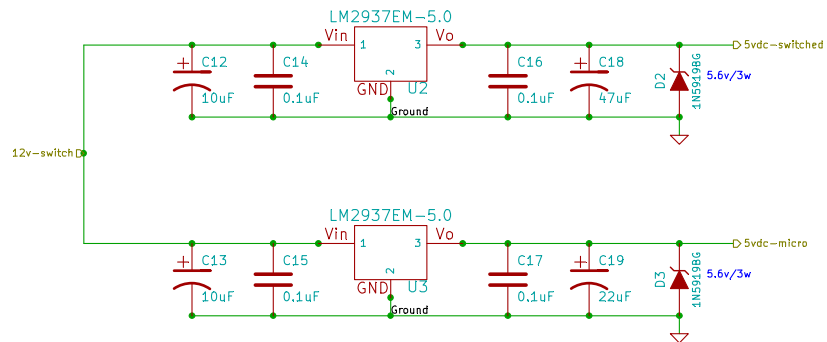 LM2937EM-5.0
Vin 1 3 Vo
5vdc-switched
+ C12
10uF
C14
0.1uF
2
GND U2
Ground
C16
0.1uF
+ C18
47uF
D2
1N5919BG
5.6v/3w
12v-switch
LM2937EM-5.0
Vin 1 3 Vo
5vdc-micro
+ C13
10uF
C15
0.1uF
2
GND U3
Ground
C17
0.1uF
+ C19
22uF
D3
1N5919BG
5.6v/3w